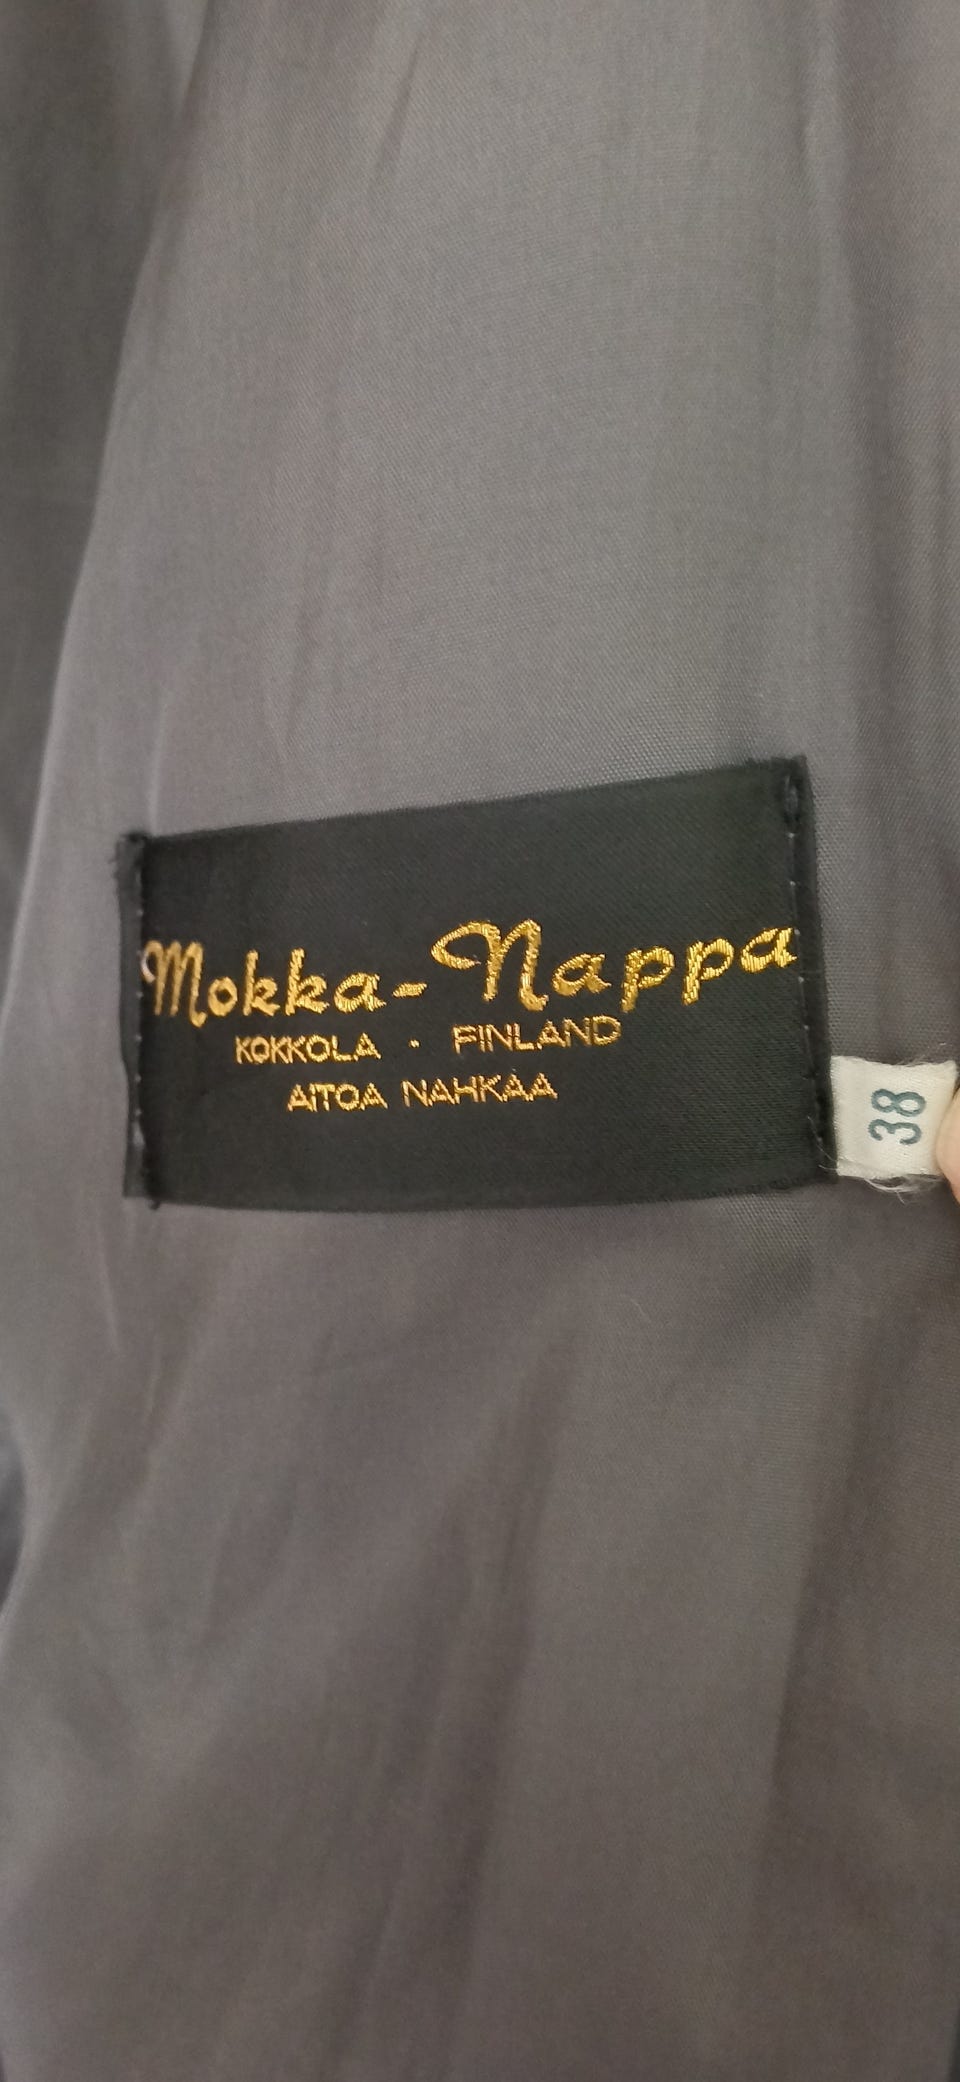 Mokka-Nappa
KOKKOLA · FINLAND
AITOA NAHKAA
38